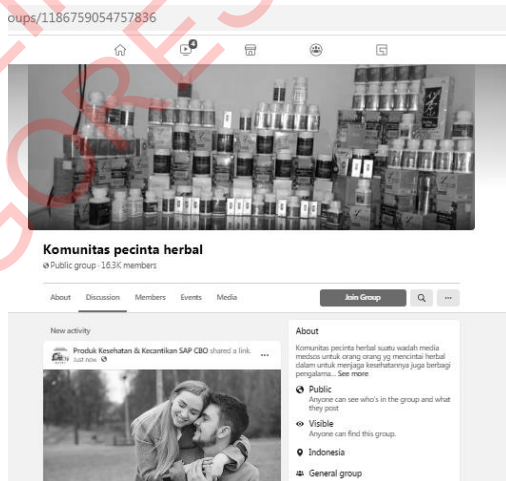 oups/1186759054757836
4
Komunitas pecinta herbal
Public group · 16.3K members
About Discussion Members Events Media
Join Group
New activity
Produk Kesehatan & Kecantikan SAP CBO shared a link.
Just now
About
Komunitas pecinta herbal suatu wadah media
medsos untuk orang orang yg mencintai herbal
dalam untuk menjaga kesehatannya juga berbagi
pengalama... See more
Public
Anyone can see who's in the group and what
they post
Visible
Anyone can find this group.
Indonesia
General group